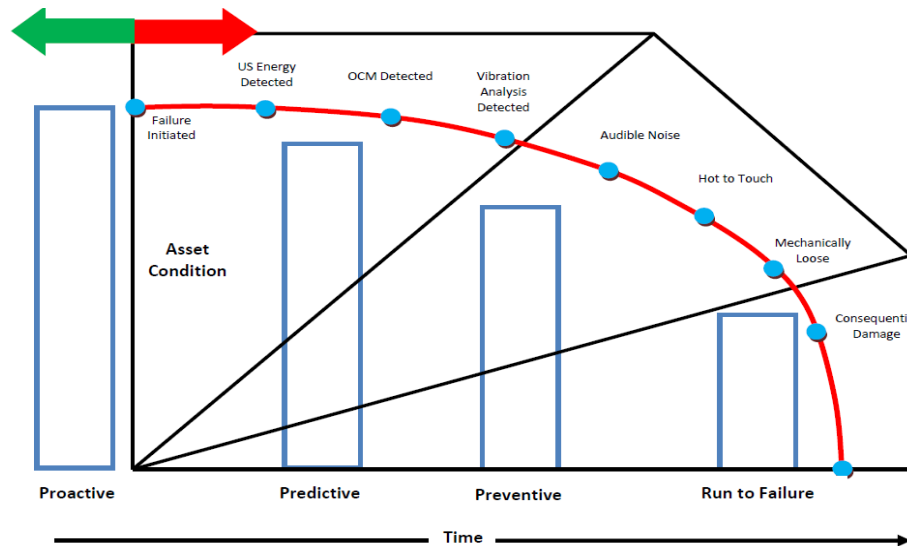 US Energy
Detected
OCM Detected
Vibration
Analysis
Detected
Failure
Initiated
Audible Noise
Hot to Touch
Asset
Condition
Mechanically
Loose
Consequenti
Damage
Proactive
Predictive
Preventive
Run to Failure
Time